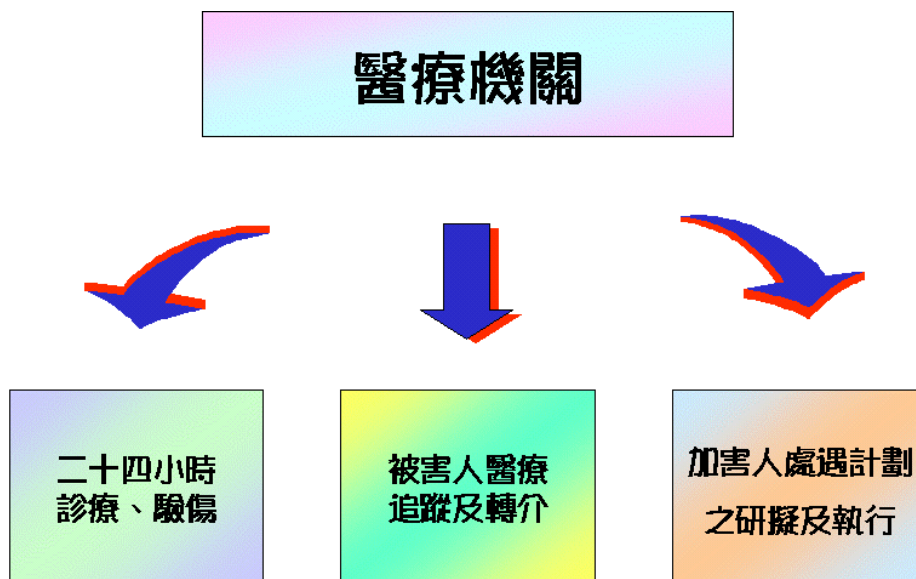 醫療機關
二十四小時
診療、驗傷
被害人醫療
追蹤及轉介
加害人處遇計劃
之研擬及執行